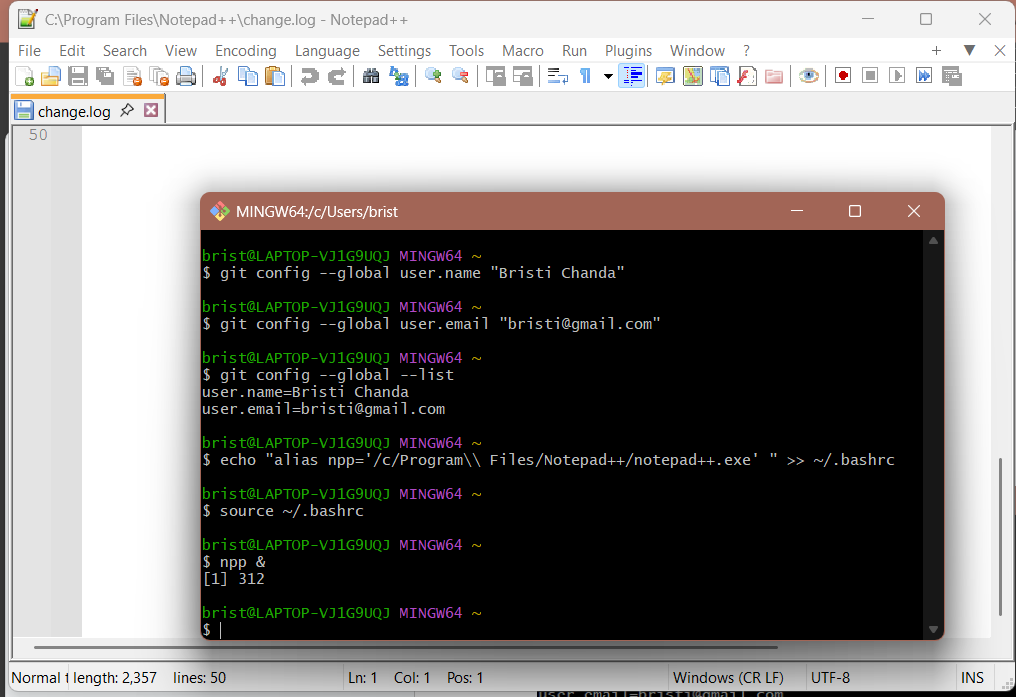 C:\Program Files\Notepad++\change.log - Notepad++
File Edit Search View Encoding Language Settings Tools Macro Run Plugins Window ?
change.log
50
MINGW64:/c/Users/brist
brist@LAPTOP-VJ1G9UQJ MINGW64 ~
$ git config --global user.name "Bristi Chanda"
brist@LAPTOP-VJ1G9UQJ MINGW64 ~
$ git config --global user.email "bristi@gmail.com"
brist@LAPTOP-VJ1G9UQJ MINGW64 ~
$ git config --global --list
user.name=Bristi Chanda
user.email=bristi@gmail.com
brist@LAPTOP-VJ1G9UQJ MINGW64 ~
$ echo "alias npp='/c/Program\\ Files/Notepad++/notepad++.exe' " >> ~/.bashrc
brist@LAPTOP-VJ1G9UQJ MINGW64 ~
$ source ~/.bashrc
brist@LAPTOP-VJ1G9UQJ MINGW64 ~
$ npp &
[1] 312
brist@LAPTOP-VJ1G9UQJ MINGW64 ~
$
Normal t length: 2,357 lines: 50 Ln: 1 Col: 1 Pos: 1 Windows (CR LF) UTF-8 INS
user.email=bristi@gmail.com